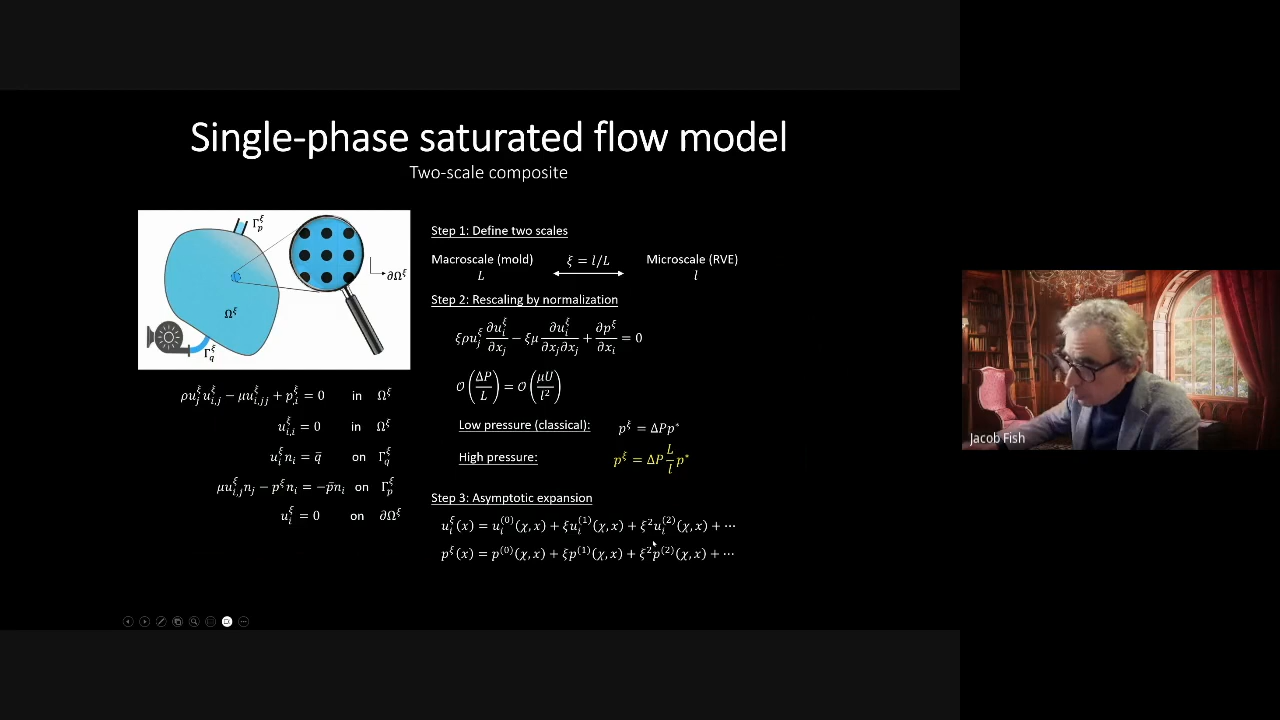 Single-phase saturated flow model
Two-scale composite
Γ_p^ξ
∂Ω^ξ
Ω^ξ
Γ_q^ξ
ρu_j^ξ u_{i,j}^ξ − μu_{i,jj}^ξ + p_{,i}^ξ = 0 in Ω^ξ
u_{i,i}^ξ = 0 in Ω^ξ
u_i^ξ n_i = q̄ on Γ_q^ξ
μu_{i,j}^ξ n_j − p^ξ n_i = −p̄n_i on Γ_p^ξ
u_i^ξ = 0 on ∂Ω^ξ
Step 1: Define two scales
Macroscale (mold) ξ = l/L Microscale (RVE)
L l
Step 2: Rescaling by normalization
ξρu_j^ξ ∂u_i^ξ/∂x_j − ξμ ∂u_i^ξ/∂x_j∂x_j + ∂p^ξ/∂x_i = 0
𝒪(ΔP/L) = 𝒪(μU/l²)
Low pressure (classical): p^ξ = ΔPp*
High pressure: p^ξ = ΔP L/l p*
Step 3: Asymptotic expansion
u_i^ξ(x) = u_i^(0)(χ, x) + ξu_i^(1)(χ, x) + ξ²u_i^(2)(χ, x) + ⋯
p^ξ(x) = p^(0)(χ, x) + ξp^(1)(χ, x) + ξ²p^(2)(χ, x) + ⋯
Jacob Fish